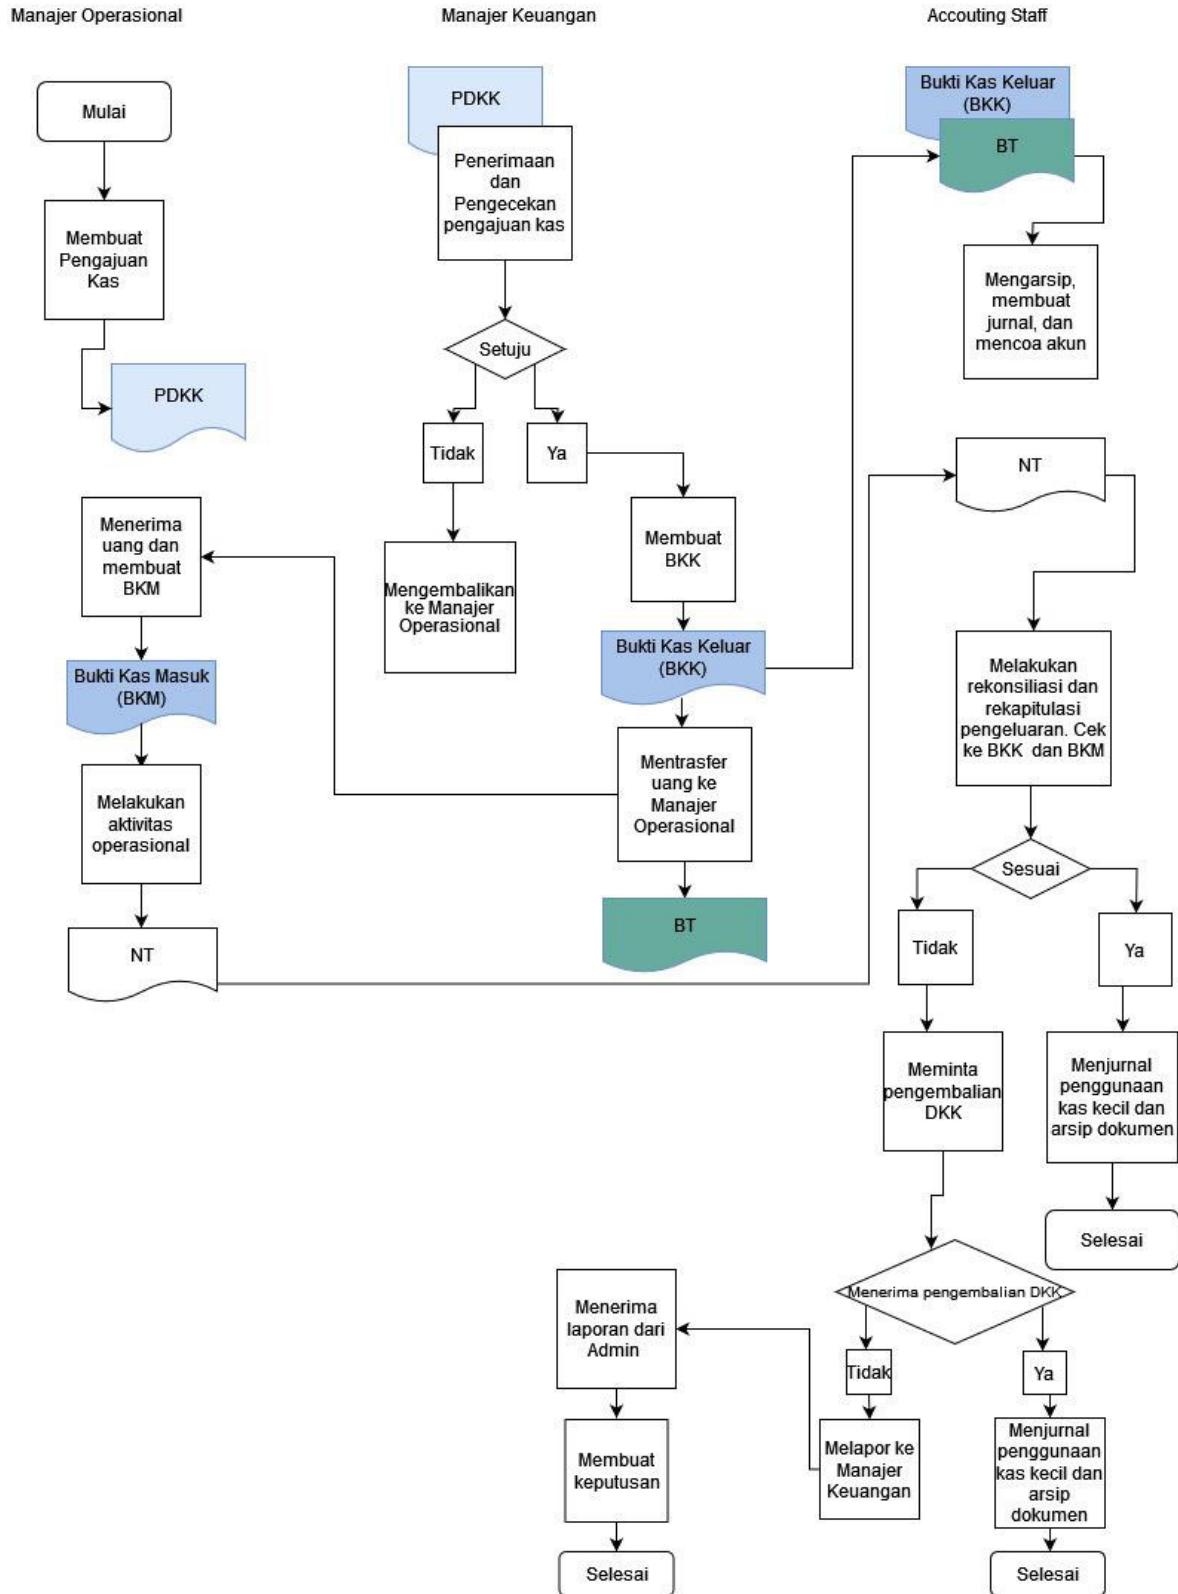 Manajer Operasional
Manajer Keuangan
Accouting Staff
Mulai
Membuat
Pengajuan
Kas
PDKK
Menerima
uang dan
membuat
BKM
Bukti Kas Masuk
(BKM)
Melakukan
aktivitas
operasional
NT
PDKK
Penerimaan
dan
Pengecekan
pengajuan kas
Setuju
Tidak
Ya
Mengembalikan
ke Manajer
Operasional
Membuat
BKK
Bukti Kas Keluar
(BKK)
Mentrasfer
uang ke
Manajer
Operasional
BT
Bukti Kas Keluar
(BKK)
BT
Mengarsip,
membuat
jurnal, dan
mencoa akun
NT
Melakukan
rekonsiliasi dan
rekapitulasi
pengeluaran. Cek
ke BKK dan BKM
Sesuai
Tidak
Ya
Meminta
pengembalian
DKK
Menjurnal
penggunaan
kas kecil dan
arsip dokumen
Selesai
Menerima pengembalian DKK
Tidak
Ya
Melapor ke
Manajer
Keuangan
Menjurnal
penggunaan
kas kecil dan
arsip
dokumen
Selesai
Menerima
laporan dari
Admin
Membuat
keputusan
Selesai